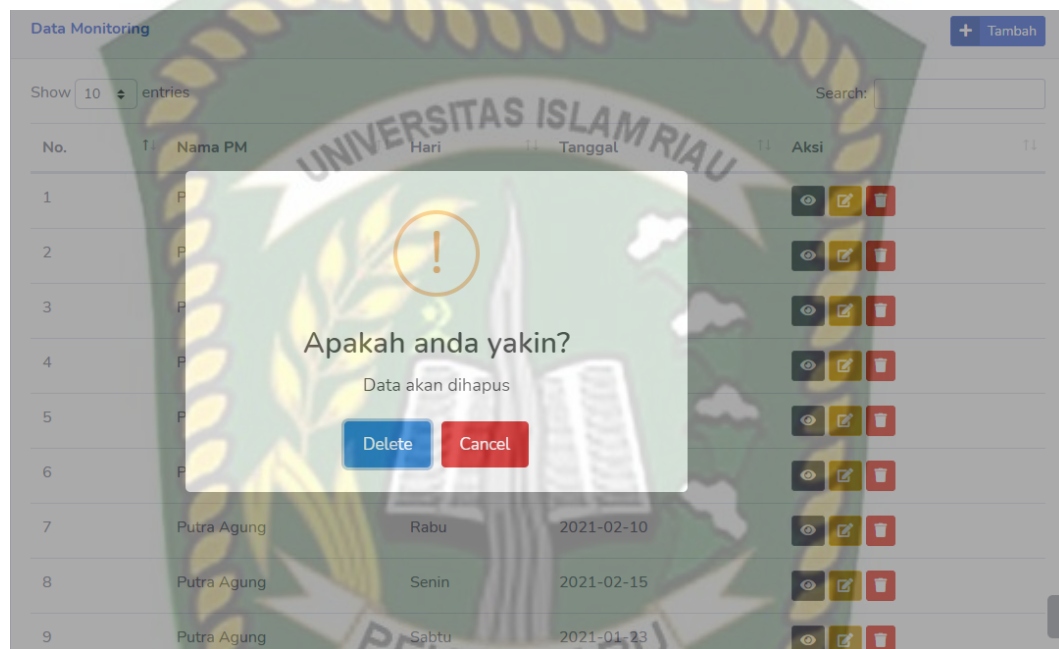 Data Monitoring
+ Tambah
Show 10 entries
Search:
No. Nama PM Hari Tanggal Aksi
UNIVERSITAS ISLAM RIAU
1 P
2 P
3 P
4 P
5 P
6 P
Apakah anda yakin?
Data akan dihapus
Delete Cancel
7 Putra Agung Rabu 2021-02-10
8 Putra Agung Senin 2021-02-15
9 Putra Agung Sabtu 2021-01-23